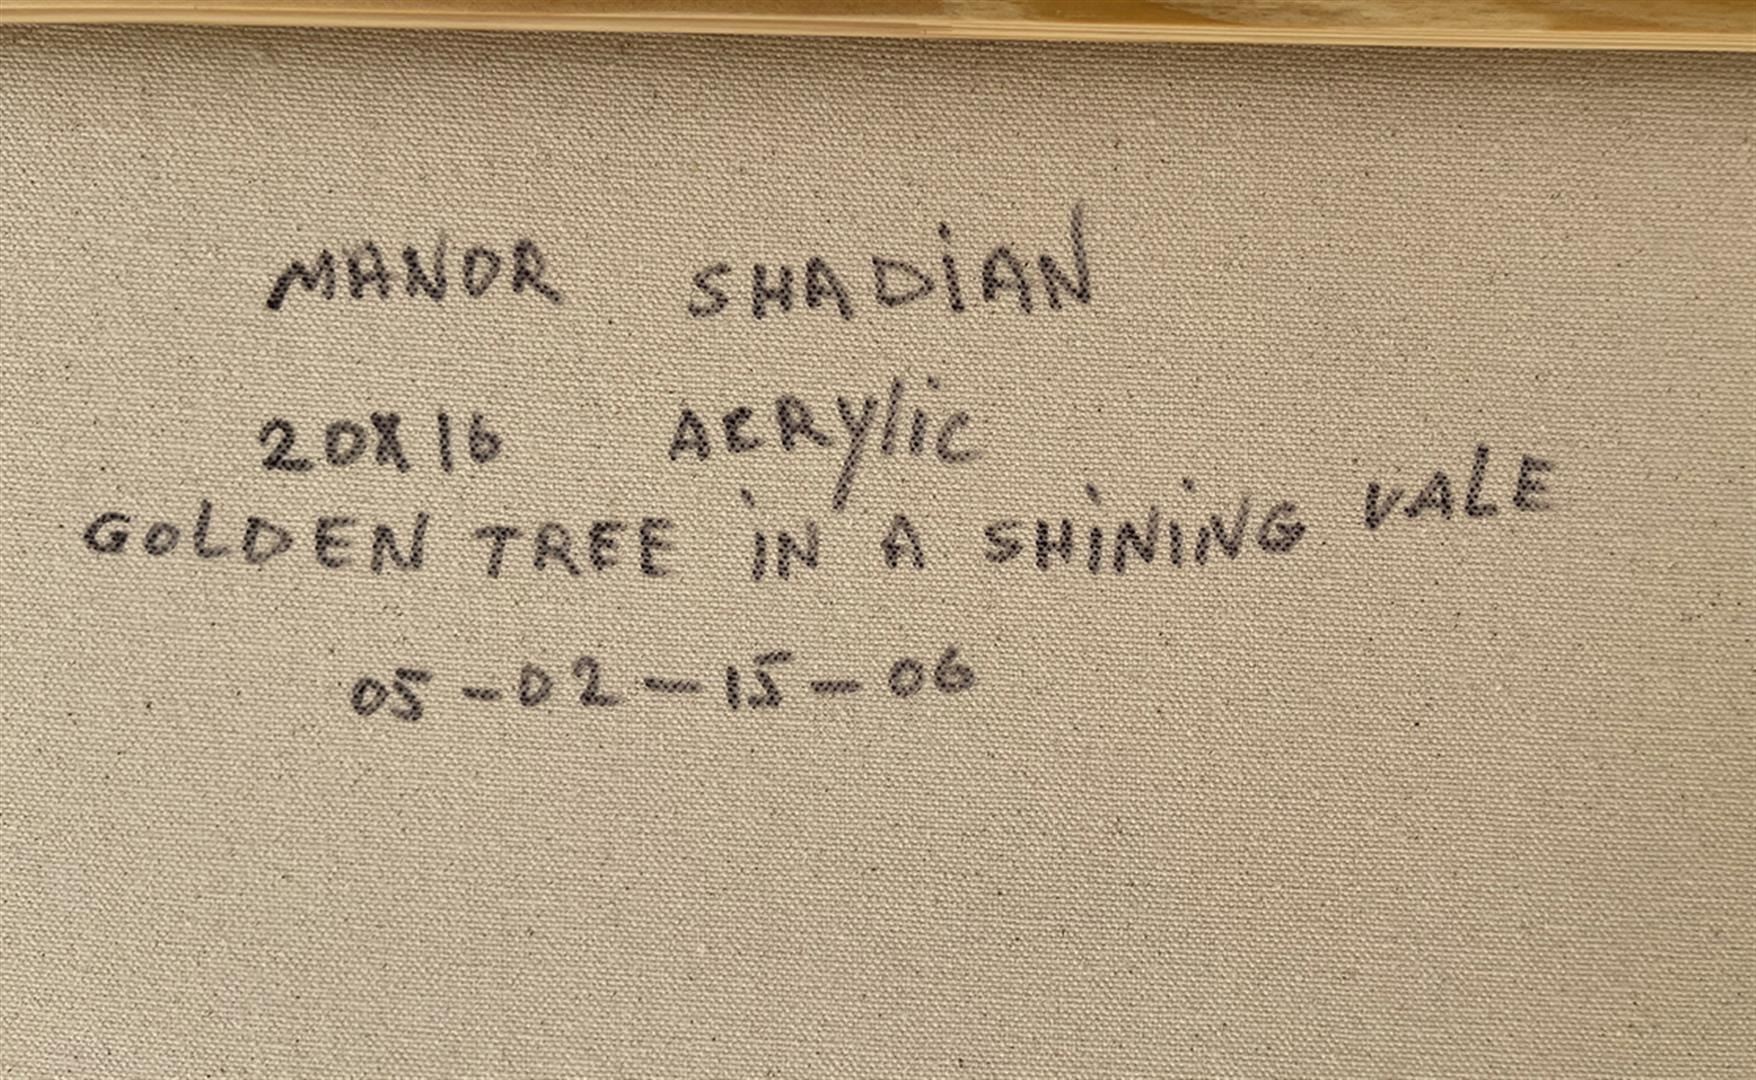 MANOR SHADiAN
20X16 ACRYlic
GOLDEN TREE iN A SHiNiNG VALE
05-02-15-06